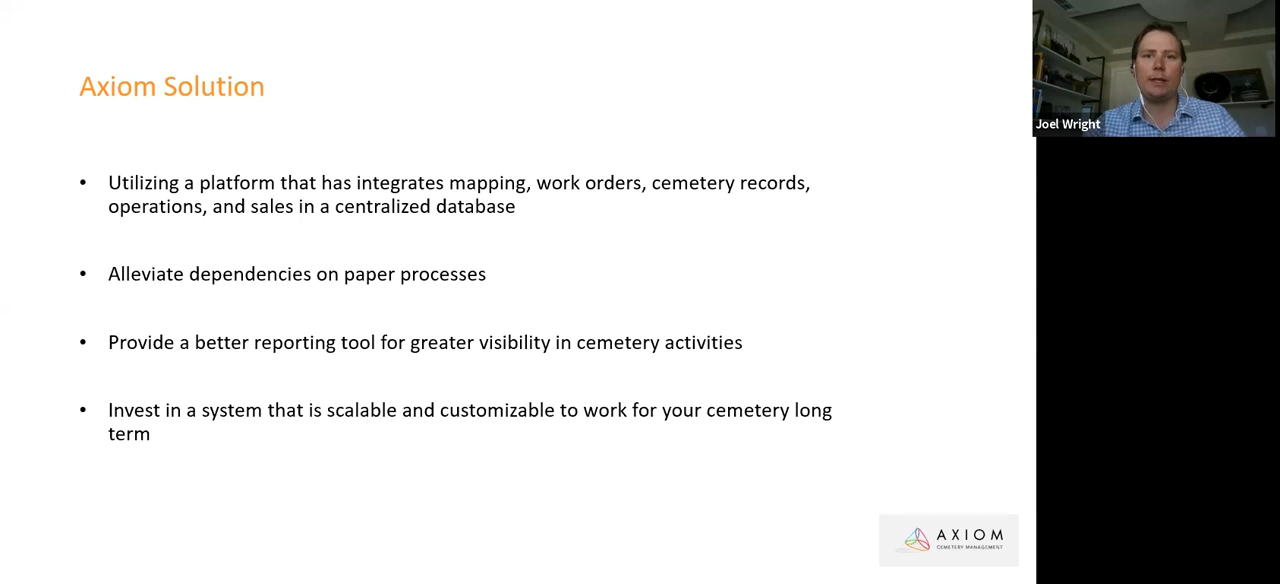 Axiom Solution
• Utilizing a platform that has integrates mapping, work orders, cemetery records,
operations, and sales in a centralized database
• Alleviate dependencies on paper processes
• Provide a better reporting tool for greater visibility in cemetery activities
• Invest in a system that is scalable and customizable to work for your cemetery long
term
AXIOM
CEMETERY MANAGEMENT
Joel Wright